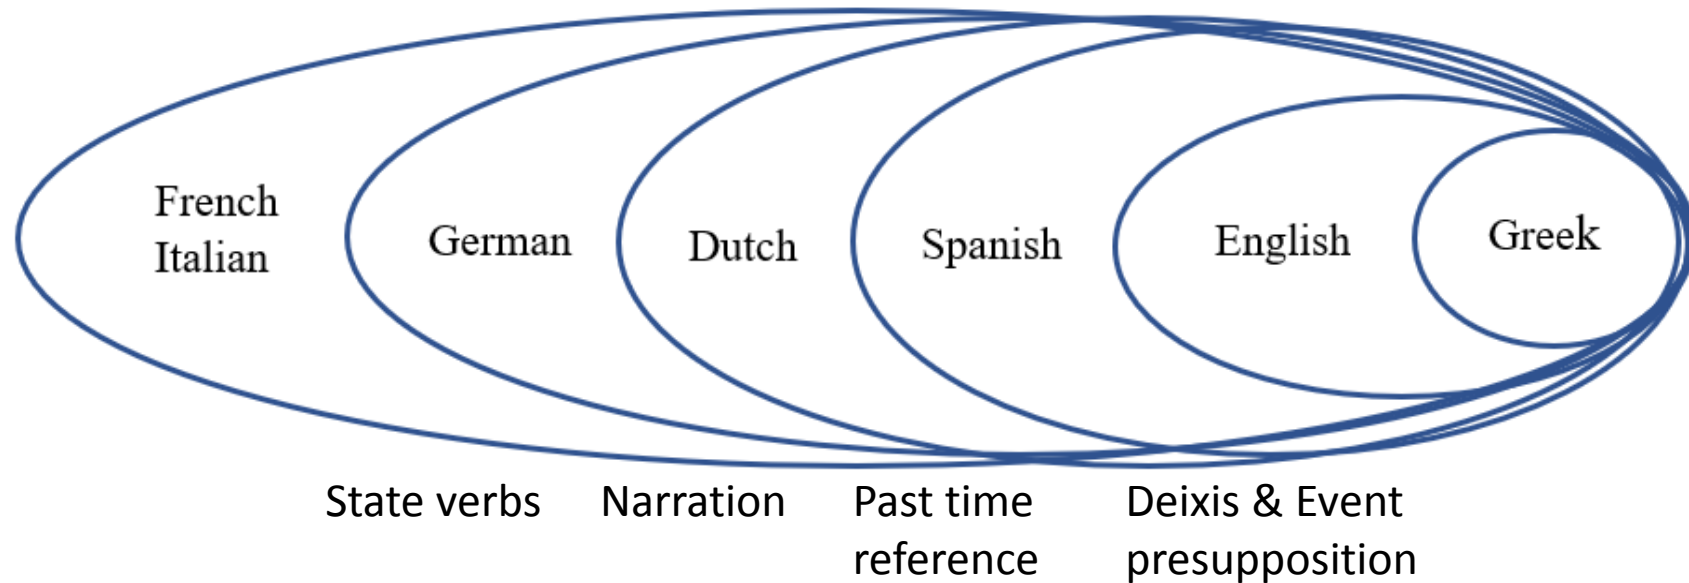 French
Italian
German
Dutch
Spanish
English
Greek
State verbs
Narration
Past time
reference
Deixis & Event
presupposition